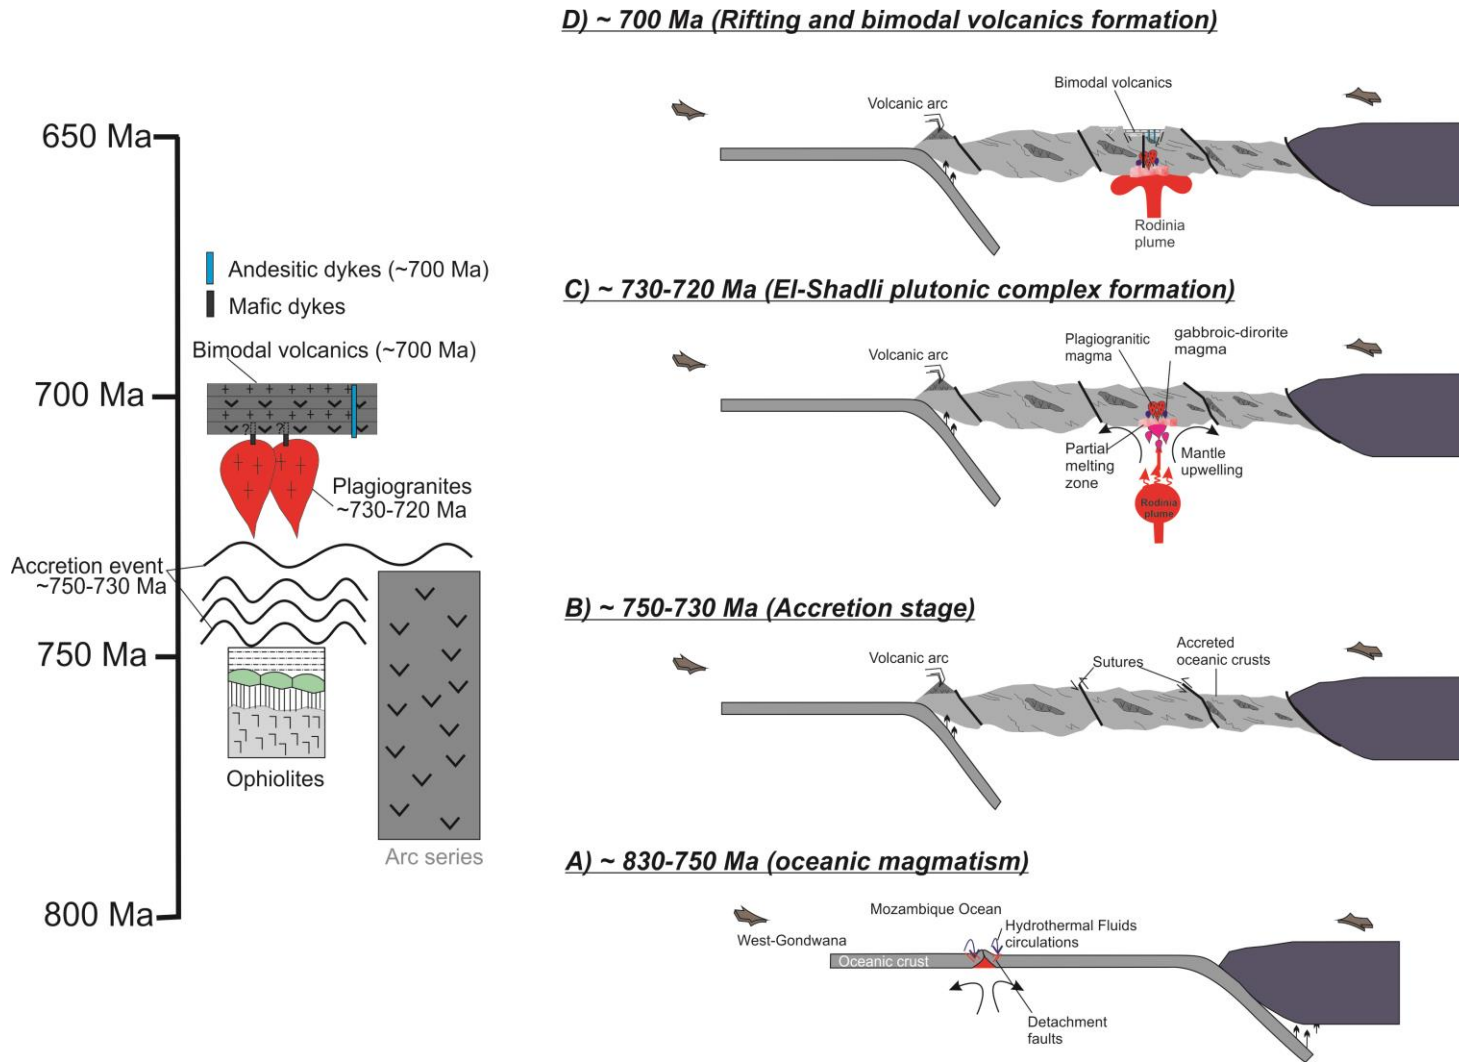 650 Ma
Andesitic dykes (~700 Ma)
Mafic dykes
Bimodal volcanics (~700 Ma)
700 Ma
? ?
Plagiogranites
~730-720 Ma
Accretion event
~750-730 Ma
750 Ma
Ophiolites
Arc series
800 Ma
D) ~ 700 Ma (Rifting and bimodal volcanics formation)
Bimodal volcanics
Volcanic arc
Rodinia
plume
C) ~ 730-720 Ma (El-Shadli plutonic complex formation)
Plagiogranitic
magma
gabbroic-dirorite
magma
Volcanic arc
Partial
melting
zone
Mantle
upwelling
Rodinia
plume
B) ~ 750-730 Ma (Accretion stage)
Volcanic arc
Sutures
Accreted
oceanic crusts
A) ~ 830-750 Ma (oceanic magmatism)
Mozambique Ocean
West-Gondwana
Hydrothermal Fluids
circulations
Oceanic crust
Detachment
faults